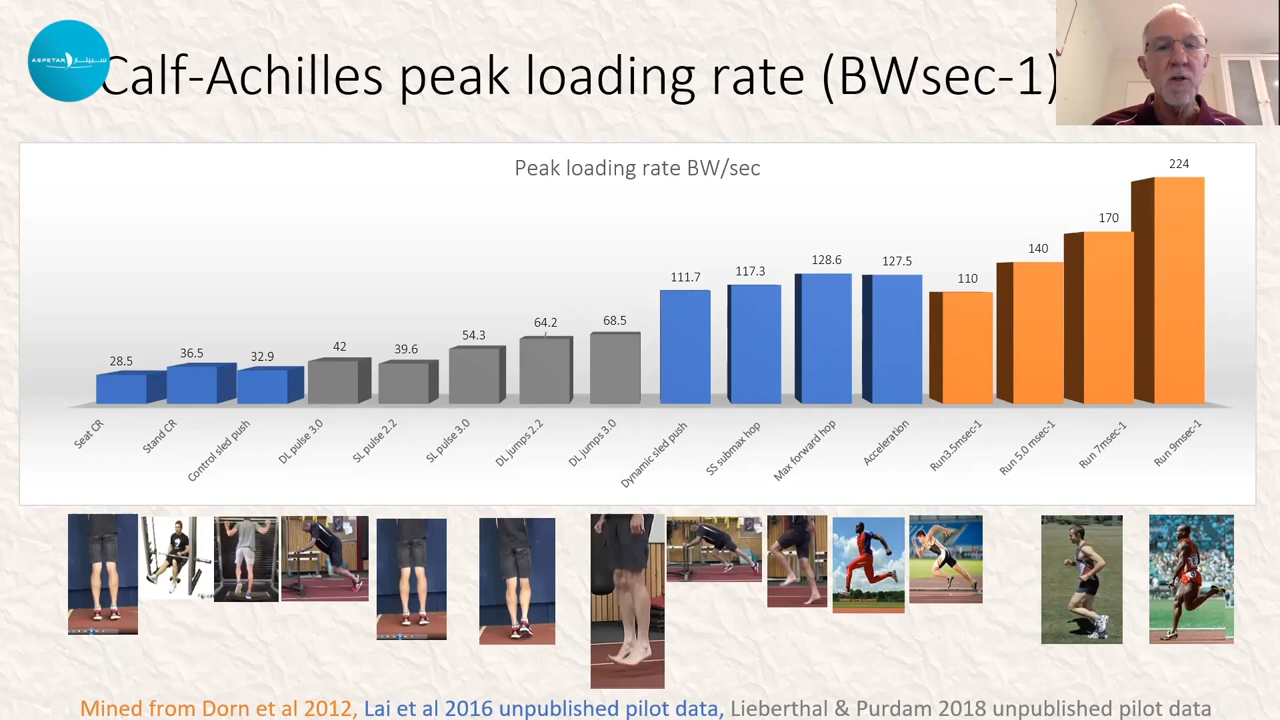 ASPETAR سبيتار
Calf-Achilles peak loading rate (BWsec-1)
Peak loading rate BW/sec
28.5
36.5
32.9
42
39.6
54.3
64.2
68.5
111.7
117.3
128.6
127.5
110
140
170
224
Seat CR
Stand CR
Control sled push
DL pulse 3.0
SL pulse 2.2
SL pulse 3.0
DL jumps 2.2
DL jumps 3.0
Dynamic sled push
SS submax hop
Max forward hop
Acceleration
Run3.5msec-1
Run 5.0 msec-1
Run 7msec-1
Run 9msec-1
Mined from Dorn et al 2012, Lai et al 2016 unpublished pilot data, Lieberthal & Purdam 2018 unpublished pilot data